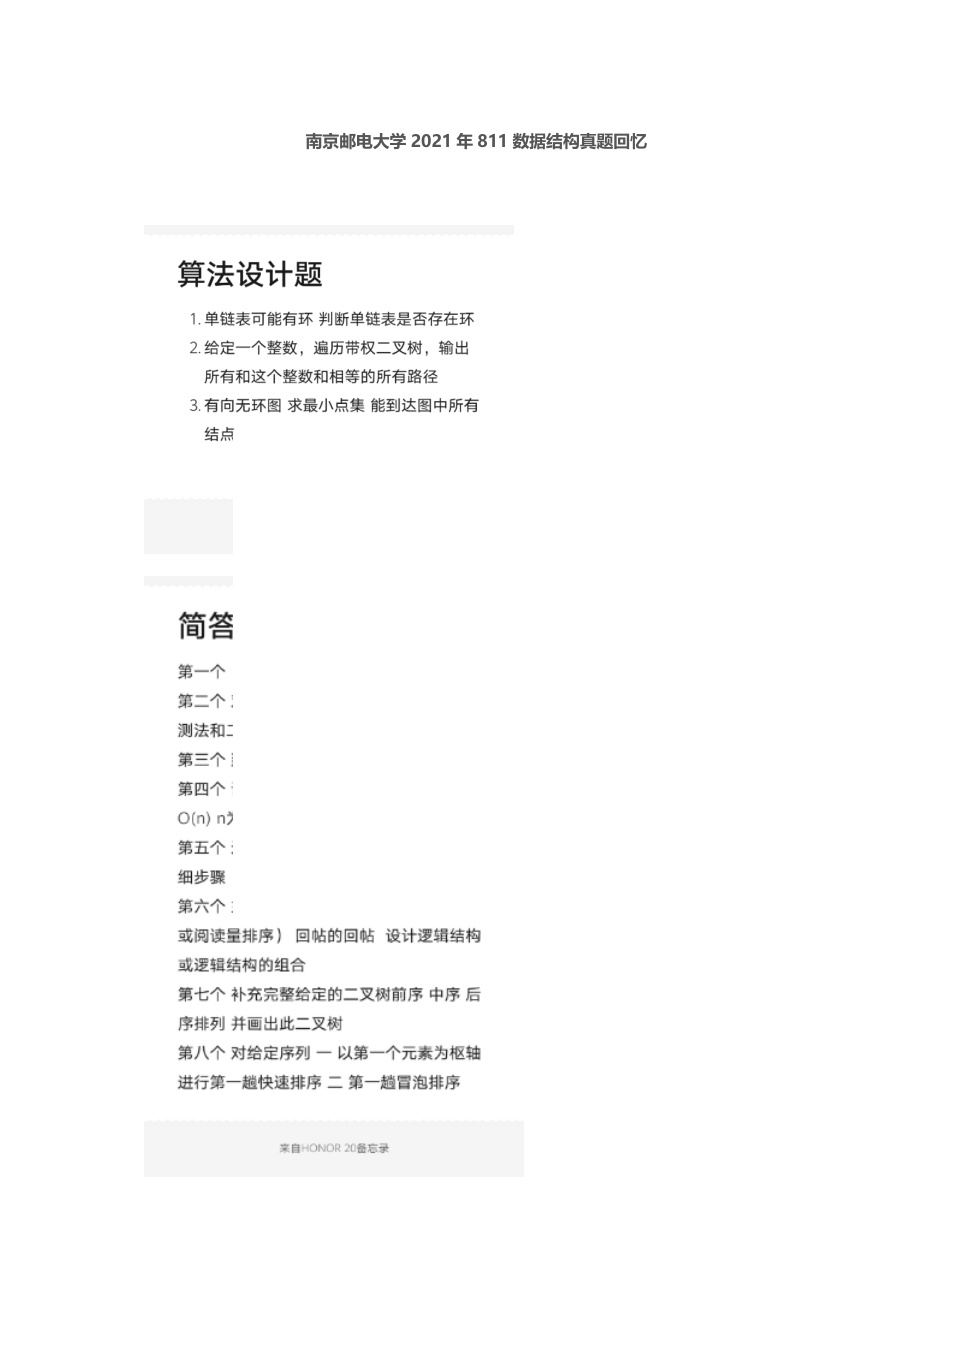 南京邮电大学 2021 年 811 数据结构真题回忆
算法设计题
1. 单链表可能有环 判断单链表是否存在环
2. 给定一个整数，遍历带权二叉树，输出
所有和这个整数和相等的所有路径
3. 有向无环图 求最小点集 能到达图中所有
结点
简答
第一个
第二个
测法和
第三个
第四个
O(n) n
第五个
细步骤
第六个
或阅读量排序） 回帖的回帖 设计逻辑结构
或逻辑结构的组合
第七个 补充完整给定的二叉树前序 中序 后
序排列 并画出此二叉树
第八个 对给定序列 一 以第一个元素为枢轴
进行第一趟快速排序 二 第一趟冒泡排序
来自HONOR 20备忘录